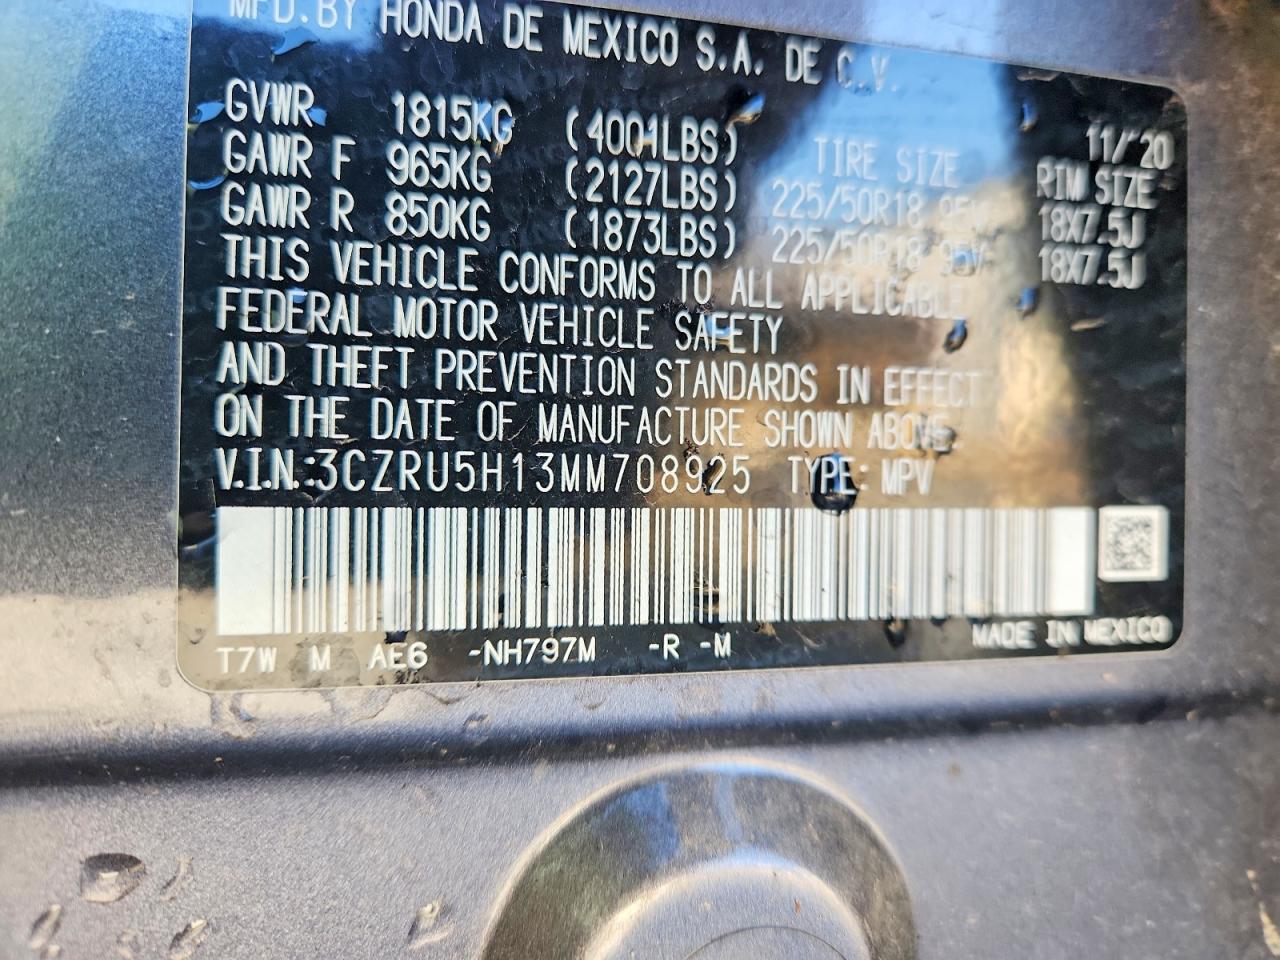 MFD.BY HONDA DE MEXICO S.A. DE C.V.
11/'20
GVWR 1815KG (4001LBS) TIRE SIZE RIM SIZE
GAWR F 965KG (2127LBS) 225/50R18 95V 18X7.5J
GAWR R 850KG (1873LBS) 225/50R18 95V 18X7.5J
THIS VEHICLE CONFORMS TO ALL APPLICABLE
FEDERAL MOTOR VEHICLE SAFETY
AND THEFT PREVENTION STANDARDS IN EFFECT
ON THE DATE OF MANUFACTURE SHOWN ABOVE
V.I.N.:3CZRU5H13MM708925 TYPE: MPV
T7W M AE6 -NH797M -R -M MADE IN MEXICO